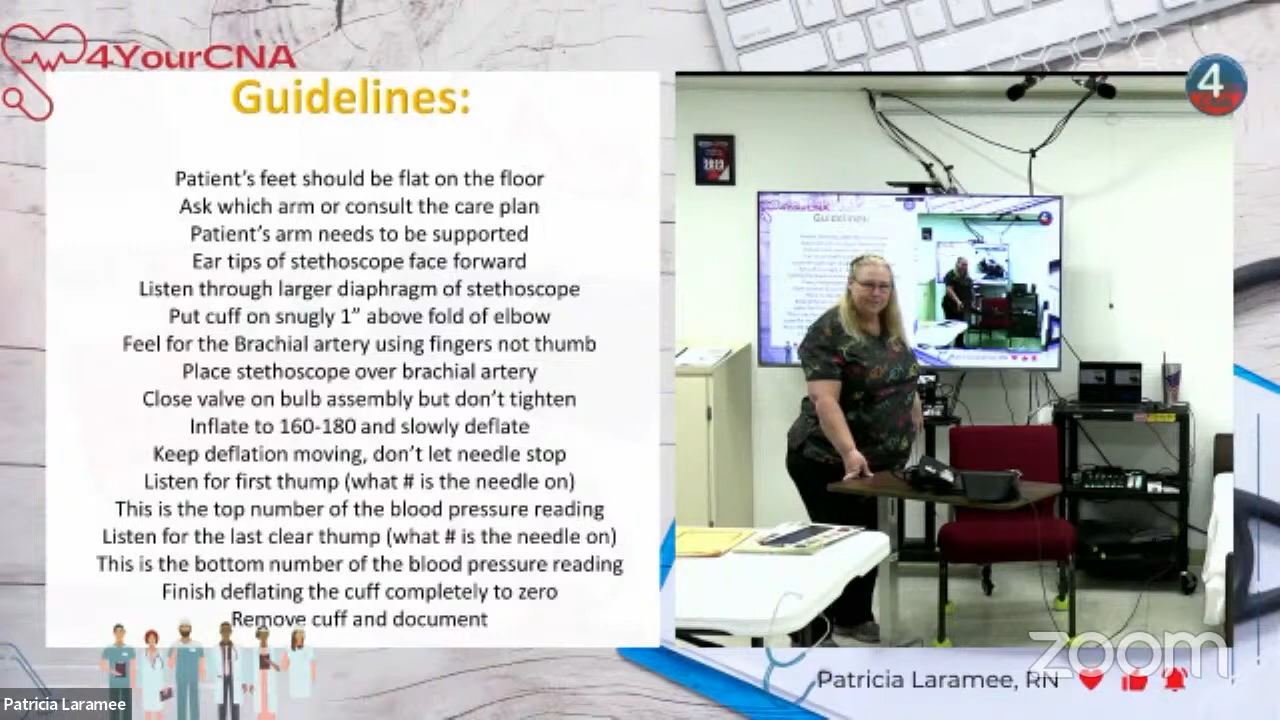 4YourCNA
Guidelines:
Patient's feet should be flat on the floor
Ask which arm or consult the care plan
Patient's arm needs to be supported
Ear tips of stethoscope face forward
Listen through larger diaphragm of stethoscope
Put cuff on snugly 1" above fold of elbow
Feel for the Brachial artery using fingers not thumb
Place stethoscope over brachial artery
Close valve on bulb assembly but don't tighten
Inflate to 160-180 and slowly deflate
Keep deflation moving, don't let needle stop
Listen for first thump (what # is the needle on)
This is the top number of the blood pressure reading
Listen for the last clear thump (what # is the needle on)
This is the bottom number of the blood pressure reading
Finish deflating the cuff completely to zero
Remove cuff and document
4
2023
4YourCNA
Guidelines:
zoom
Patricia Laramee, RN
Patricia Laramee